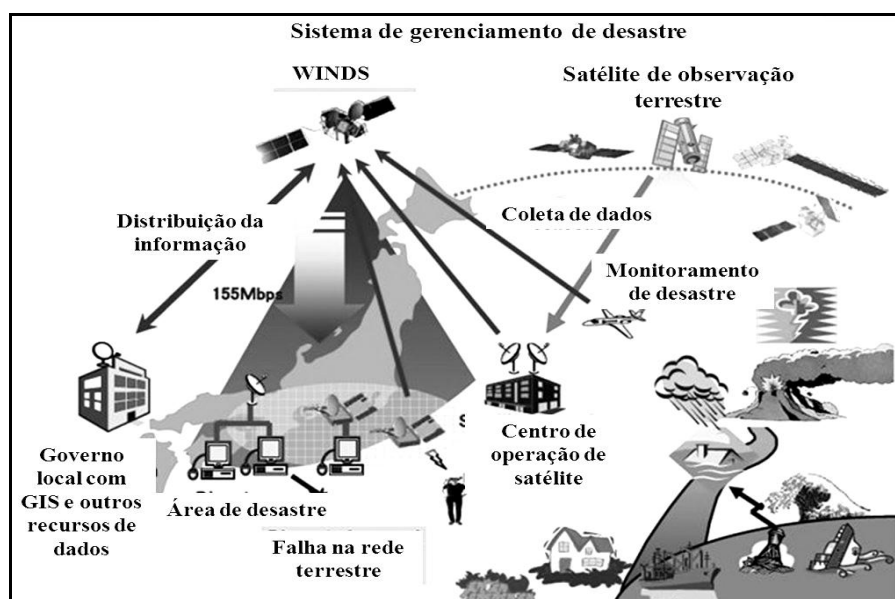 Sistema de gerenciamento de desastre
WINDS
Satélite de observação
terrestre
Distribuição da
informação
Coleta de dados
155Mbps
Monitoramento
de desastre
Governo
local com
GIS e outros
recursos de
dados
Área de desastre
Falha na rede
terrestre
Centro de
operação de
satélite